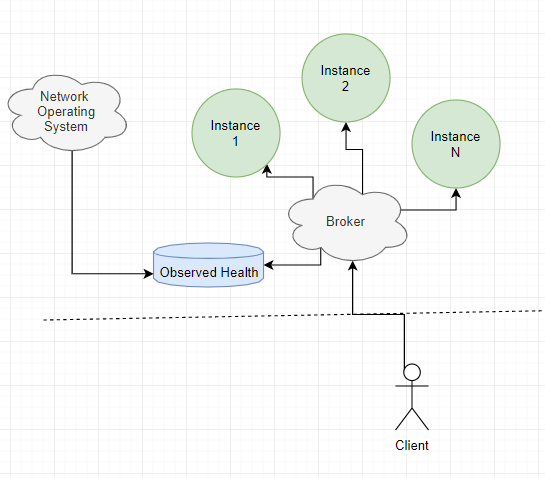 Network
Operating
System
Instance
1
Instance
2
Instance
N
Broker
Observed Health
Client